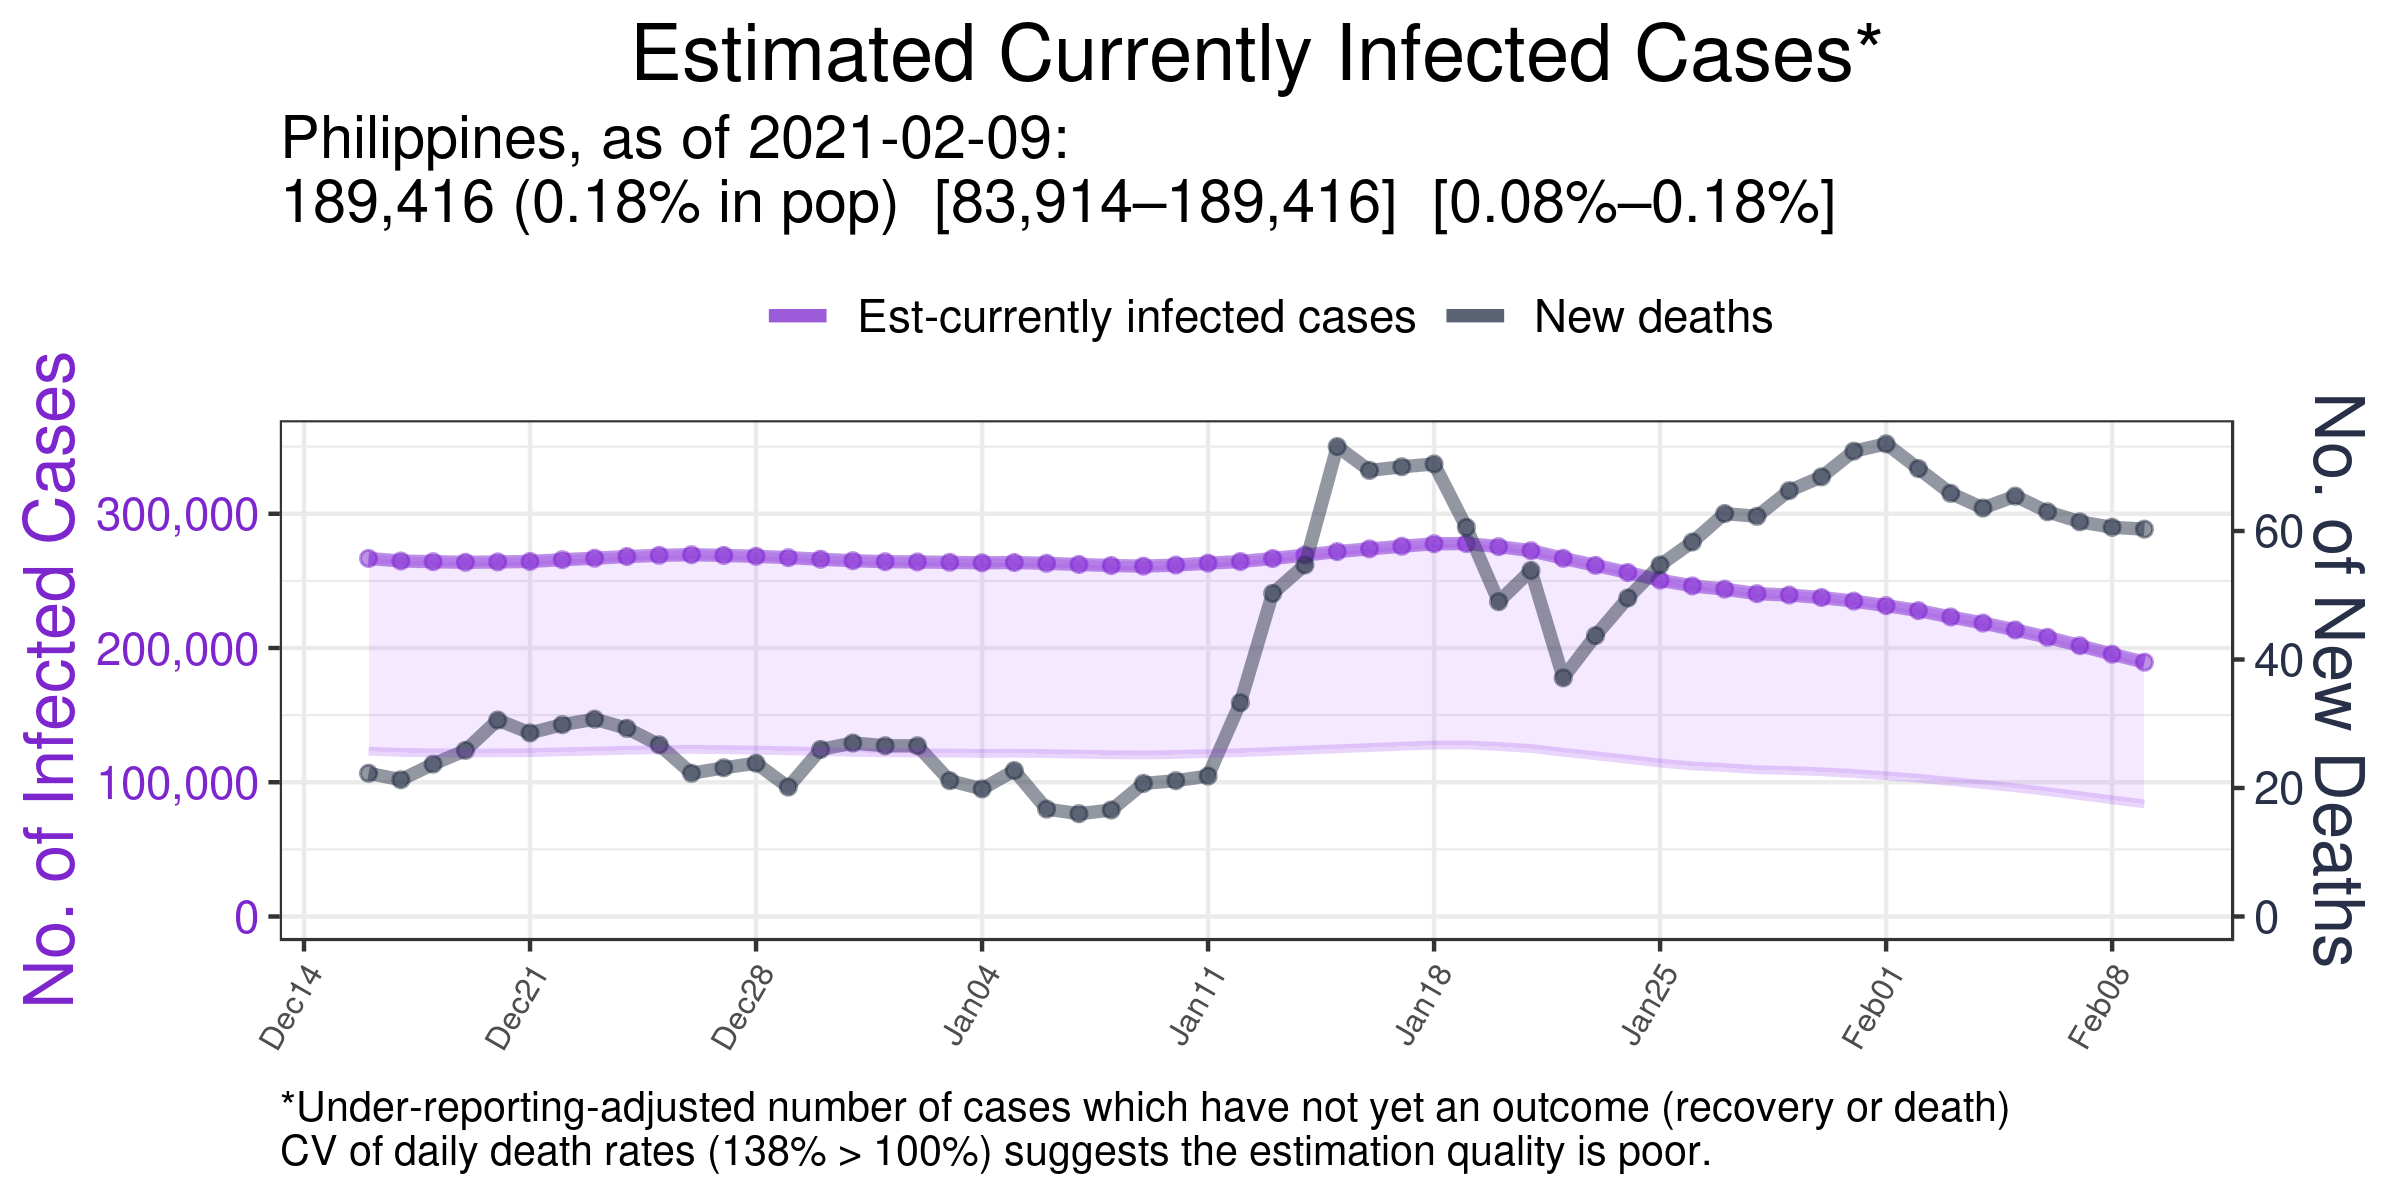 Estimated Currently Infected Cases*
Philippines, as of 2021-02-09:
189,416 (0.18% in pop)  [83,914–189,416]  [0.08%–0.18%]
Est-currently infected cases
New deaths
No. of Infected Cases
300,000
200,000
100,000
0
No. of New Deaths
60
40
20
0
Dec14
Dec21
Dec28
Jan04
Jan11
Jan18
Jan25
Feb01
Feb08
*Under-reporting-adjusted number of cases which have not yet an outcome (recovery or death)
CV of daily death rates (138% > 100%) suggests the estimation quality is poor.